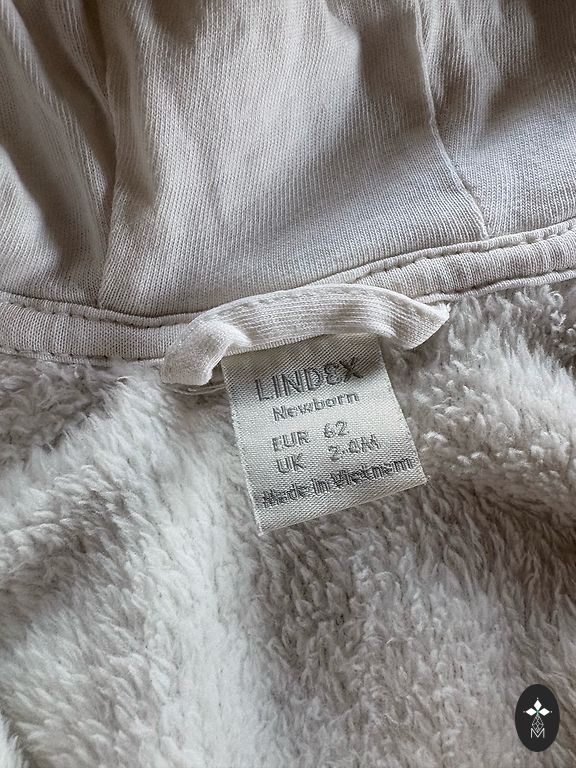 LINDEX
Newborn
EUR 62
UK 2-4M
Made in Vietnam
M